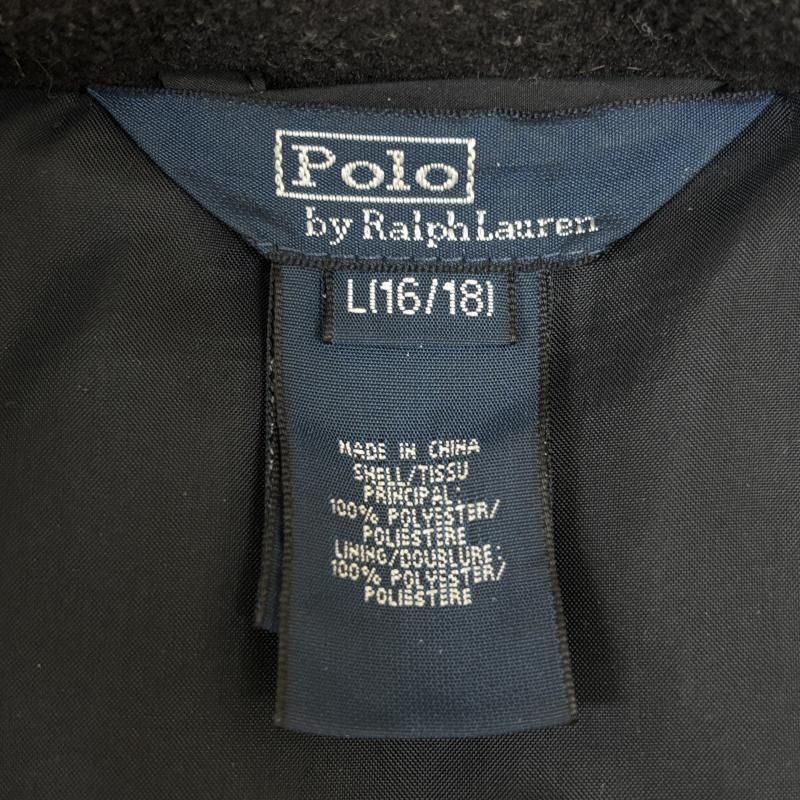 Polo
by Ralph Lauren
L(16/18)
MADE IN CHINA
SHELL/TISSU
PRINCIPAL:
100% POLYESTER/
POLIESTERE
LINING/DOUBLURE:
100% POLYESTER/
POLIESTERE